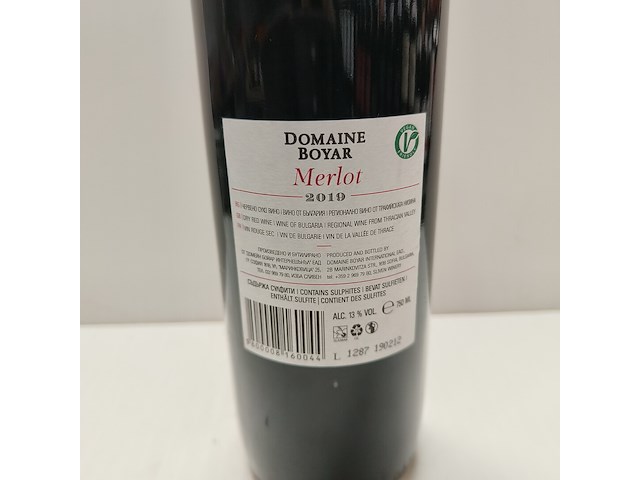 DOMAINE
BOYAR
Merlot
2019
ЧЕРВЕНО СУХО ВИНО | ВИНО ОТ БЪЛГАРИЯ | РЕГИОНАЛНО ВИНО ОТ ТРАКИЙСКАТА НИЗИНА
DRY RED WINE | WINE OF BULGARIA | REGIONAL WINE FROM THRACIAN VALLEY
VIN ROUGE SEC | VIN DE BULGARIE | VIN DE LA VALLÉE DE THRACE
ПРОИЗВЕДЕНО И БУТИЛИРАНО
PRODUCED AND BOTTLED BY
DOMAINE BOYAR INTERNATIONAL EAD,
СЪДЪРЖА СУЛФИТИ | CONTAINS SULPHITES | BEVAT SULFIETEN |
ENTHÄLT SULFITE | CONTIENT DES SULFITES
ALC. 13 % VOL. e 750 ML
L 1287 190212